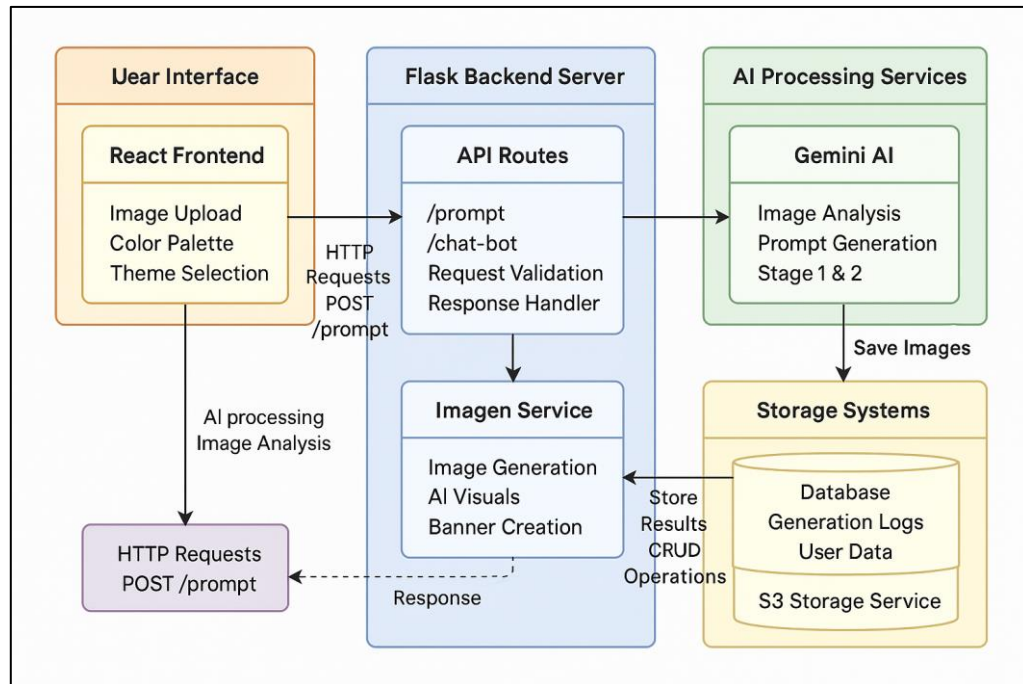 IJear Interface
React Frontend
Image Upload
Color Palette
Theme Selection
HTTP
Requests
POST
/prompt
AI processing
Image Analysis
HTTP Requests
POST /prompt
Flask Backend Server
API Routes
/prompt
/chat-bot
Request Validation
Response Handler
Imagen Service
Image Generation
AI Visuals
Banner Creation
Response
AI Processing Services
Gemini AI
Image Analysis
Prompt Generation
Stage 1 & 2
Save Images
Storage Systems
Database
Generation Logs
User Data
S3 Storage Service
Store
Results
CRUD
Operations